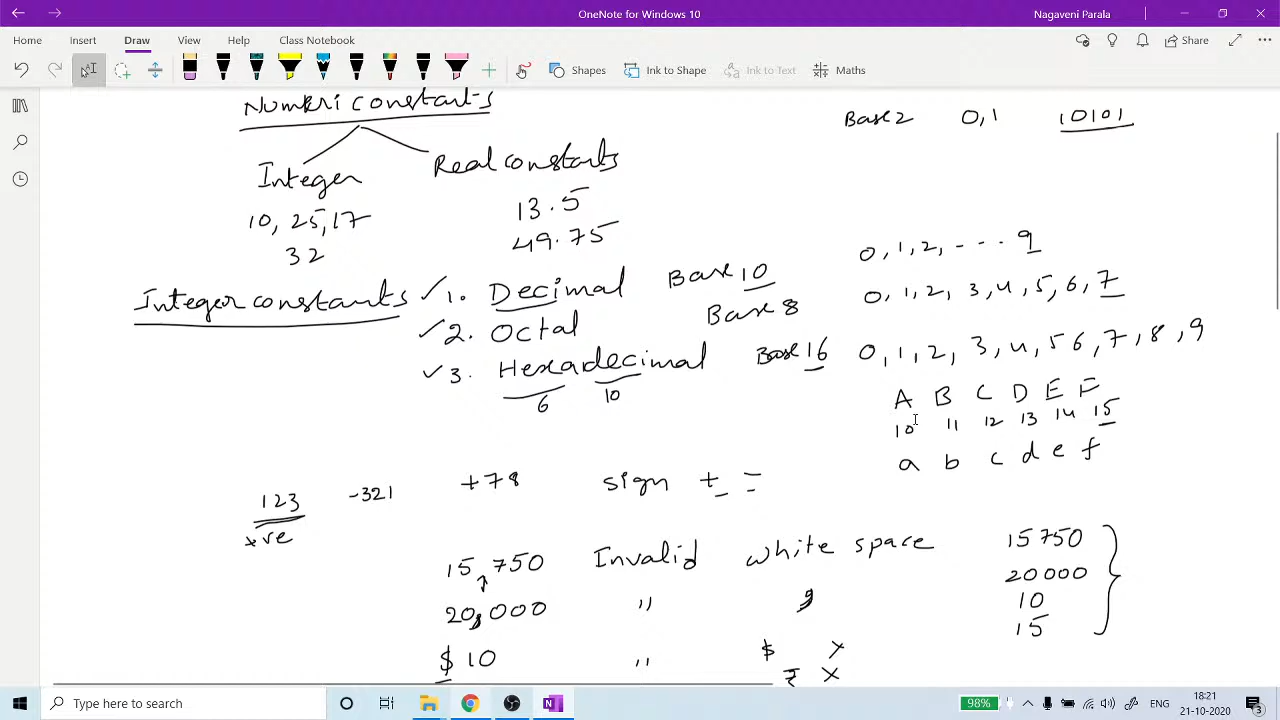 OneNote for Windows 10
Nagaveni Parala
Home Insert Draw View Help Class Notebook
Share
Shapes Ink to Shape Ink to Text Maths
Numeri constants
Base 2 0,1 10101
Integer Real constants
10, 25, 17 13.5
32 49.75
0, 1, 2, - - - 9
Integer constants ✓1. Decimal Base 10
0, 1, 2, 3, 4, 5, 6, 7
✓2. Octal Base 8
✓3. Hexadecimal Base 16 0, 1, 2, 3, 4, 5 6, 7, 8, 9
6 10
A B C D E F
10 11 12 13 14 15
a b c d e f
123 -321 +78 sign + -
+ve
15, 750 Invalid white space 15750
20,000 " , 20000
10
15
$ 10 " $ x
₹ x
Type here to search
98% ENG 18:21
21-10-2020 3